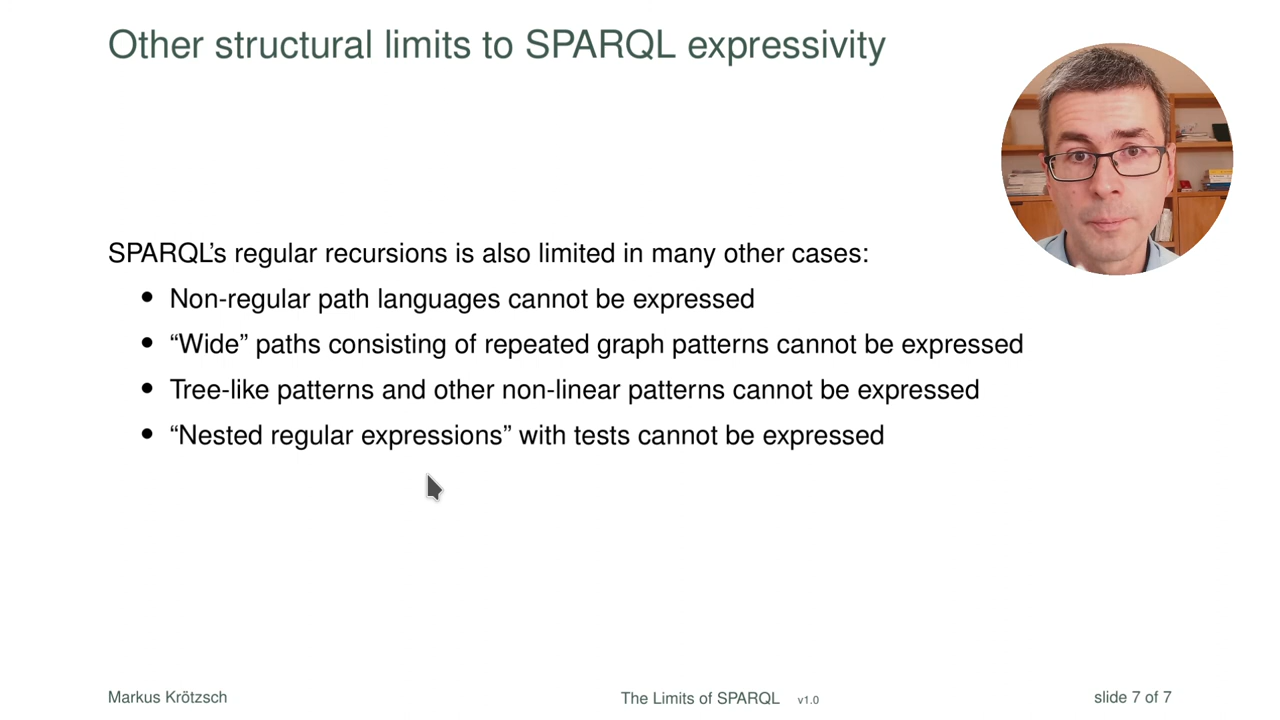 Other structural limits to SPARQL expressivity
SPARQL’s regular recursions is also limited in many other cases:
• Non-regular path languages cannot be expressed
• “Wide” paths consisting of repeated graph patterns cannot be expressed
• Tree-like patterns and other non-linear patterns cannot be expressed
• “Nested regular expressions” with tests cannot be expressed
Markus Krötzsch The Limits of SPARQL v1.0 slide 7 of 7